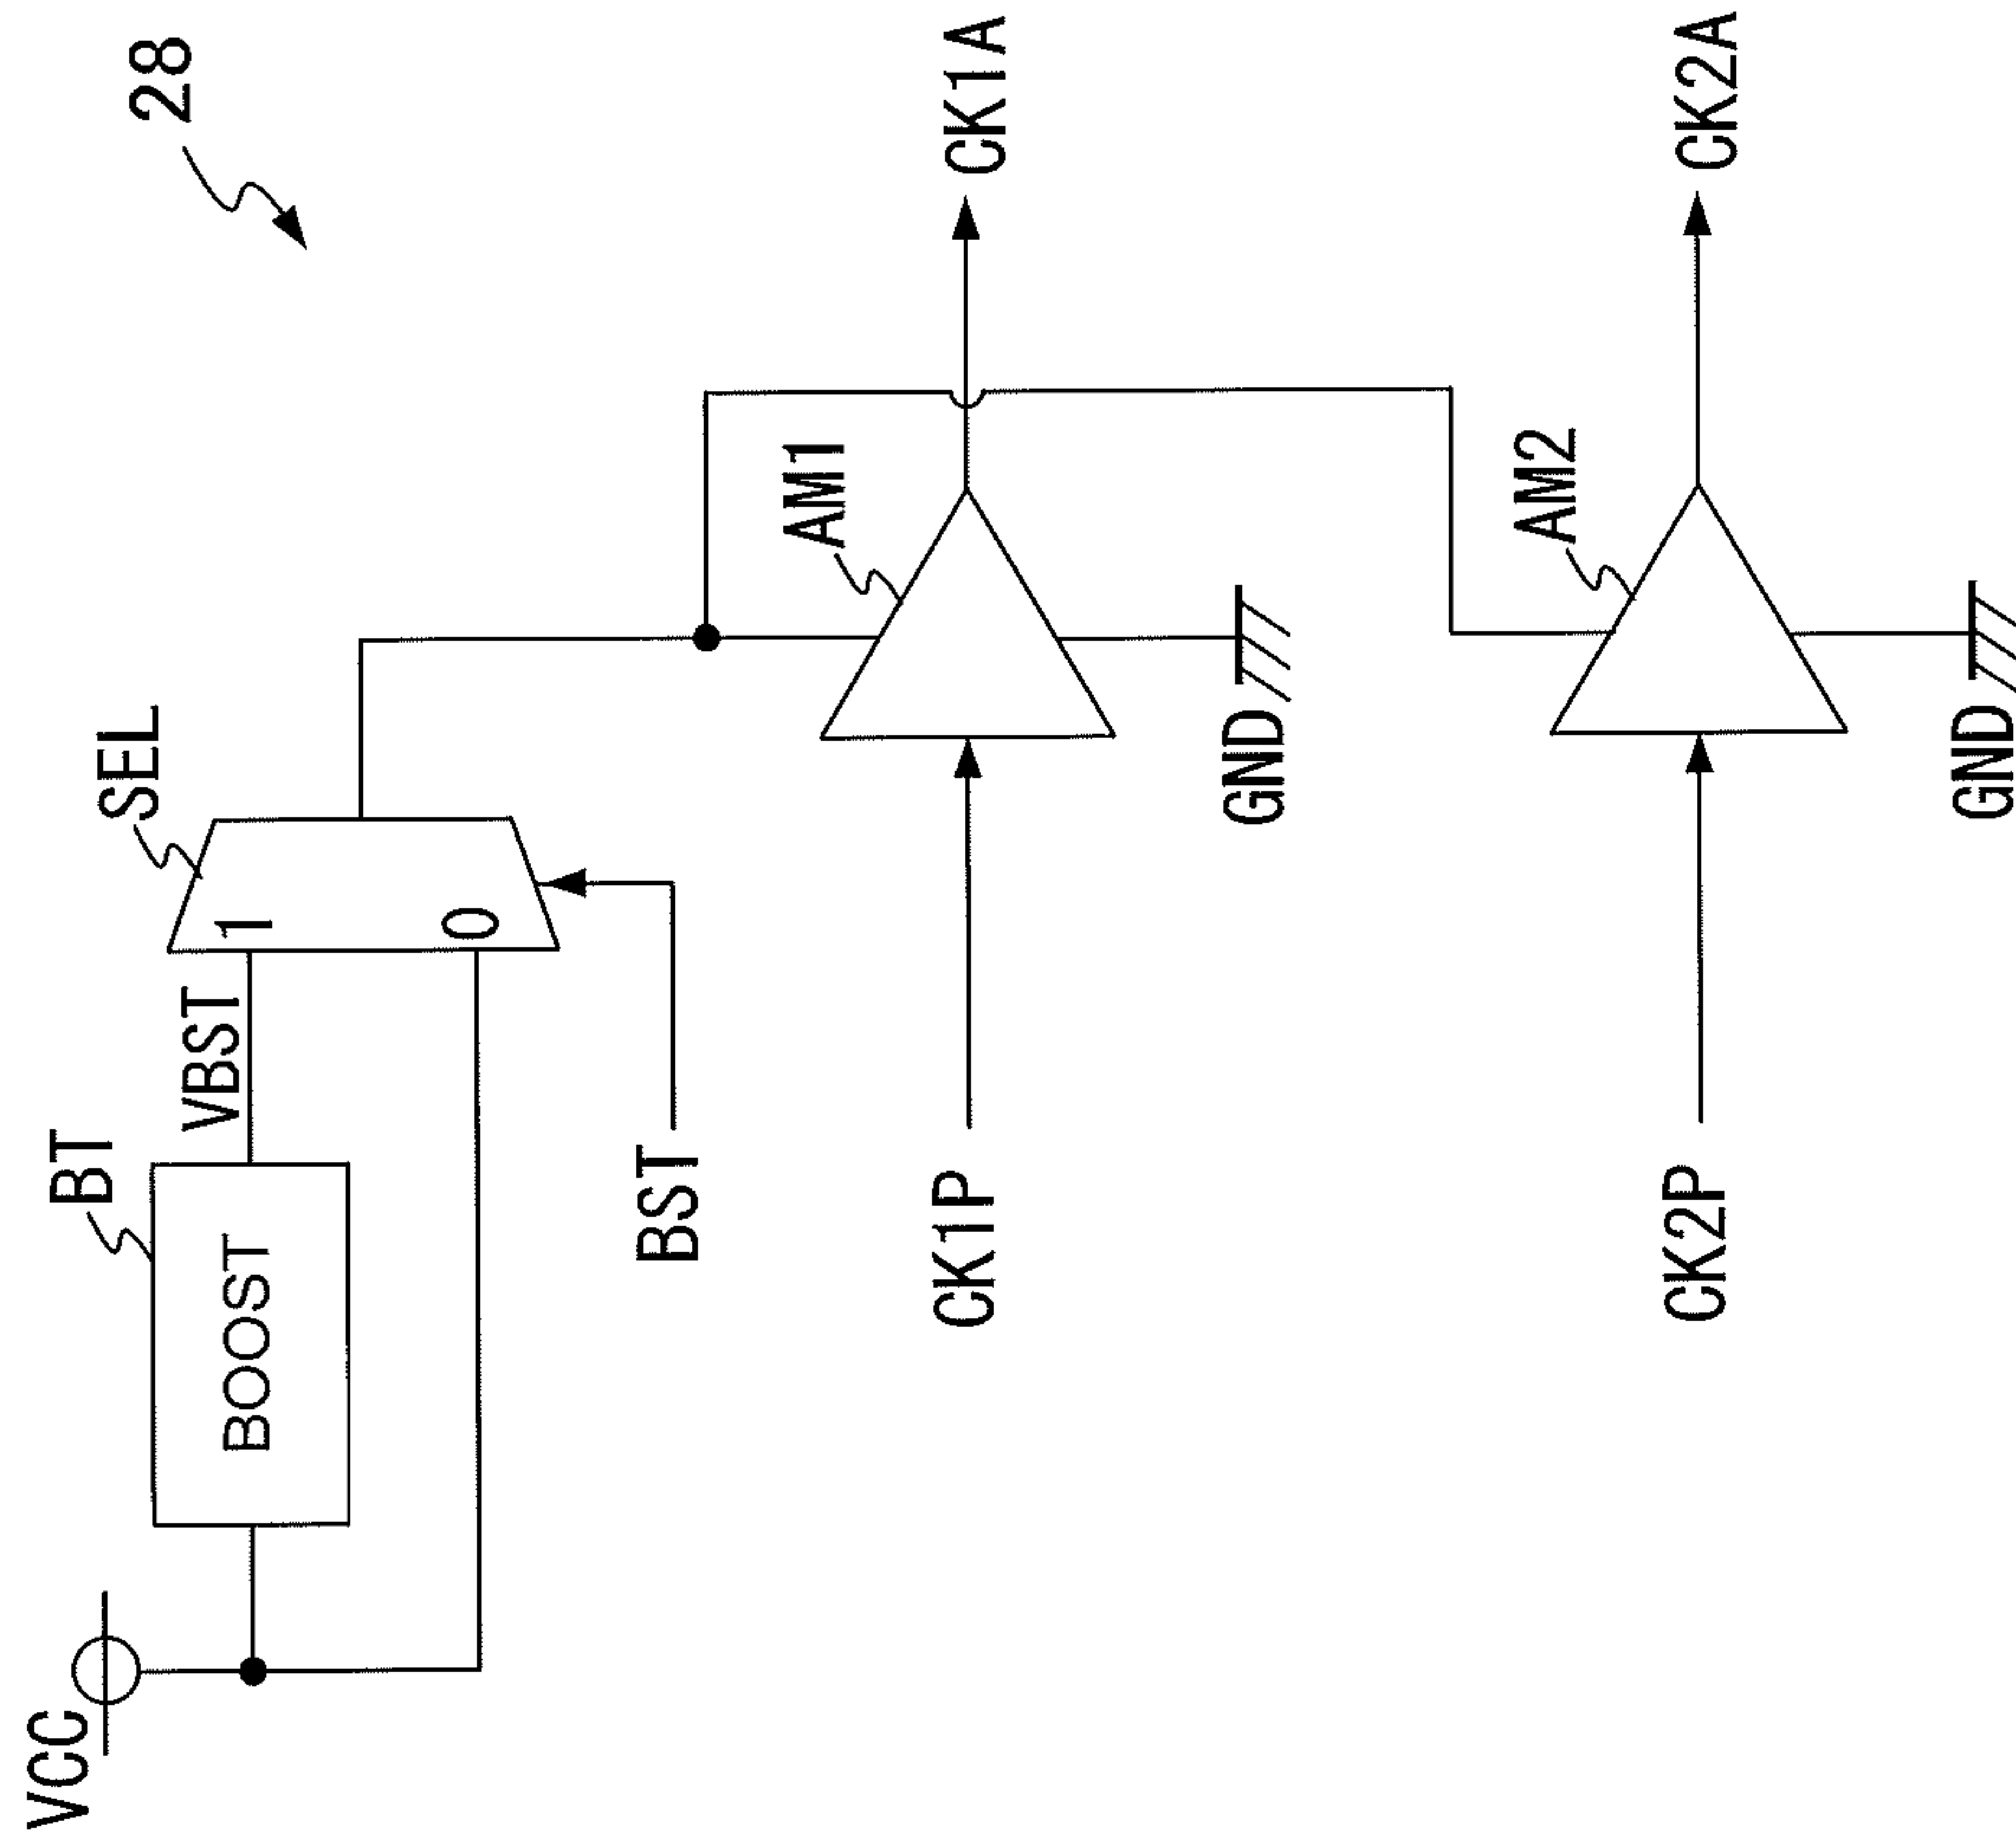 28
VCC
BT
BOOST
VBST
SEL
1
0
BST
AM1
CK1P
CK1A
GND
AM2
CK2P
CK2A
GND